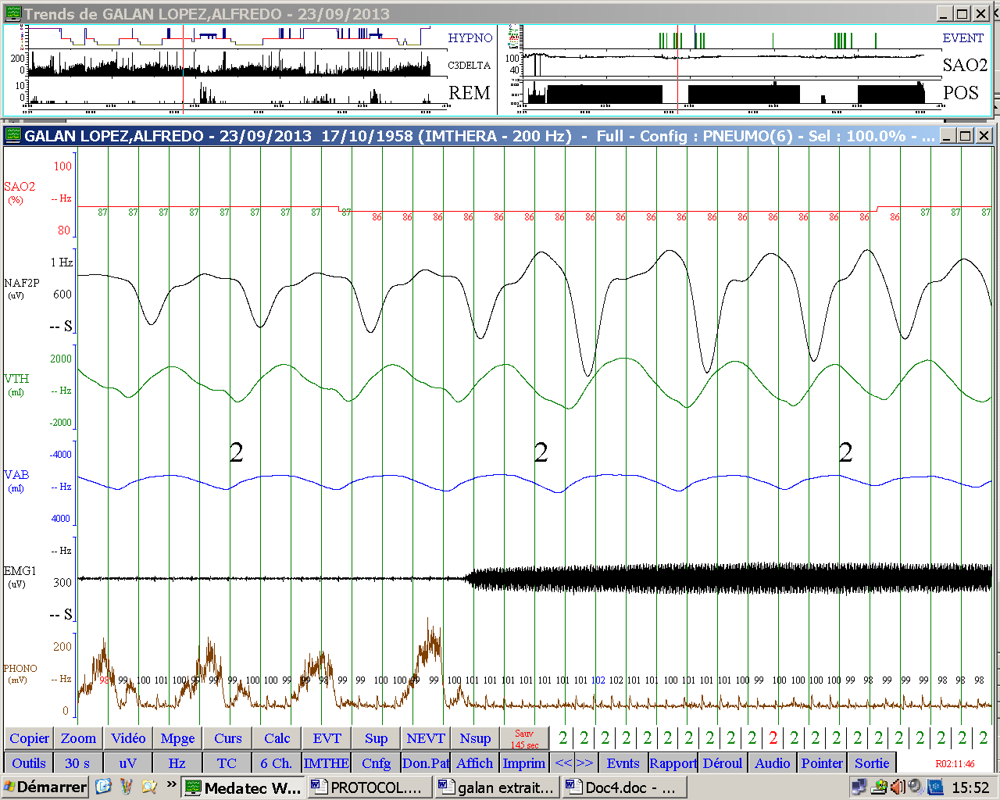 Trends de GALAN LOPEZ,ALFREDO - 23/09/2013
HYPNO
200
0
C3DELTA
10
0
REM
EVENT
100
40
SAO2
POS
GALAN LOPEZ,ALFREDO - 23/09/2013 17/10/1958 (IMTHERA - 200 Hz) - Full - Config : PNEUMO(6) - Sel : 100.0% - ...
100
SAO2
(%)
-- Hz
80
87 87 87 87 87 87 87 87 87 86 86 86 86 86 86 86 86 86 86 86 86 86 86 86 86 86 86 87 87 87
1 Hz
NAF2P
(uV)
600
-- S
2000
VTH
(ml)
-- Hz
-2000
2 2 2
-4000
VAB
(ml)
-- Hz
4000
-- Hz
EMG1
(uV)
300
-- S
200
PHONO
(mV)
-- Hz
0
98 99 100 101 100 99 99 100 100 99 98 99 99 100 100 99 99 100 101 101 101 101 101 101 102 102 101 101 100 101 100 100 99 100 100 100 99 98 98 98 99 99 98 98
Copier Zoom Vidéo Mpge Curs Calc EVT Sup NEVT Nsup Sauv 145 sec 2 2 2 2 2 2 2 2 2 2 2 2 2 2 2 2 2 2 2 2 2
Outils 30 s uV Hz TC 6 Ch. IMTHE Cnfg Don.Pat Affich Imprim << >> Evnts Rapport Déroul Audio Pointer Sortie R02:11:46
Démarrer » Medatec W... PROTOCOL.... galan extrait... Doc4.doc - ... 15:52